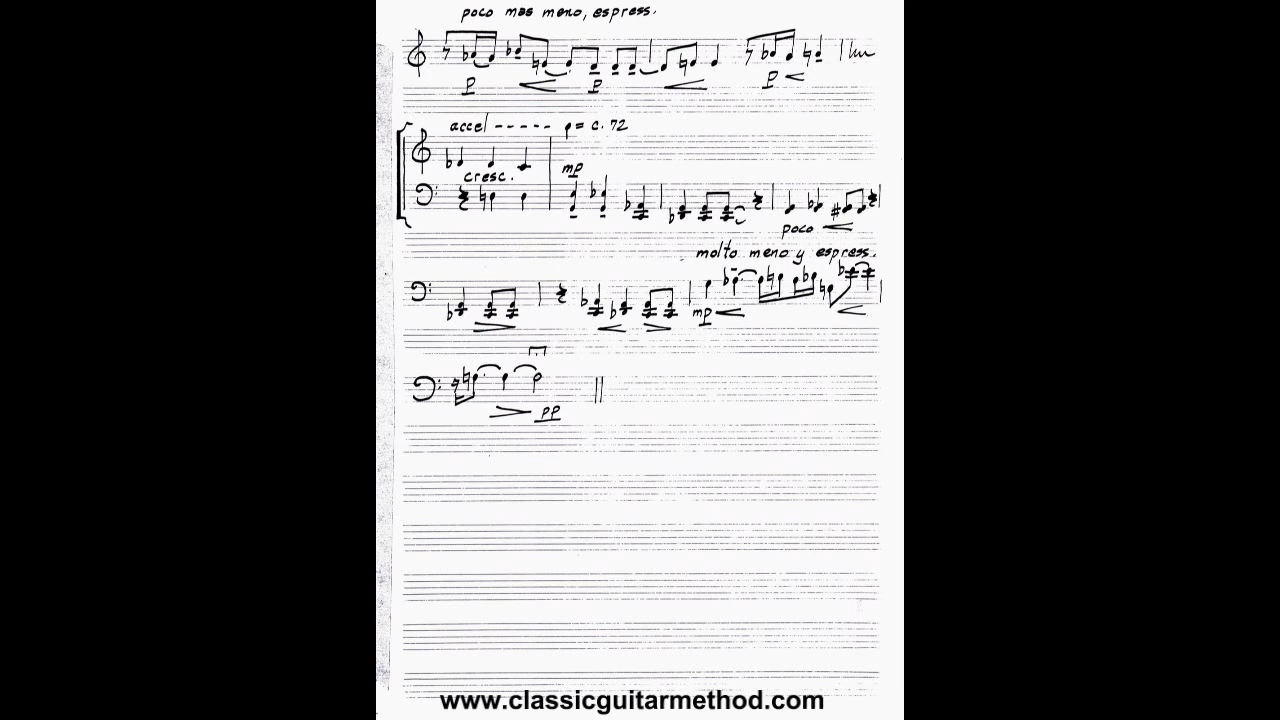 poco mas meno, espress.
p p p
accel ----- = c. 72
cresc. mp
poco
molto meno y espress.
mp
pp
www.classicguitarmethod.com